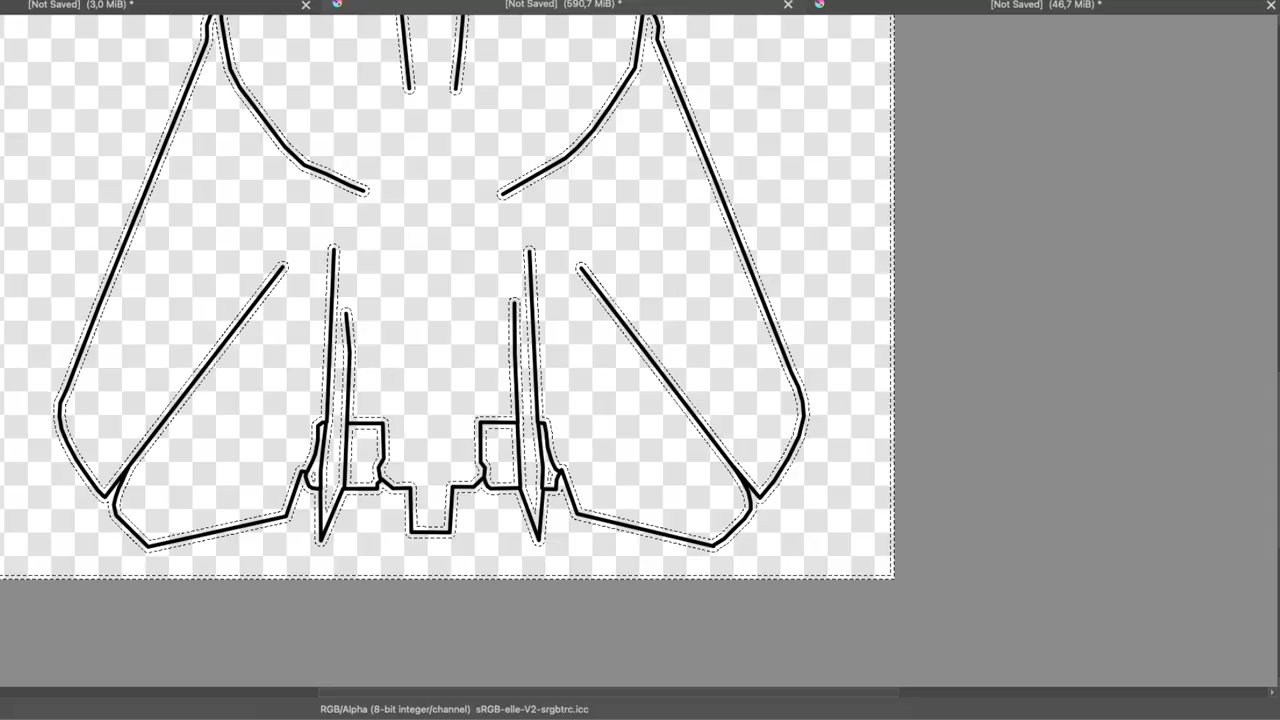 [Not Saved] (3,0 MiB) *
[Not Saved] (590,7 MiB) *
[Not Saved] (46,7 MiB) *
RGB/Alpha (8-bit integer/channel) sRGB-elle-V2-srgbtrc.icc